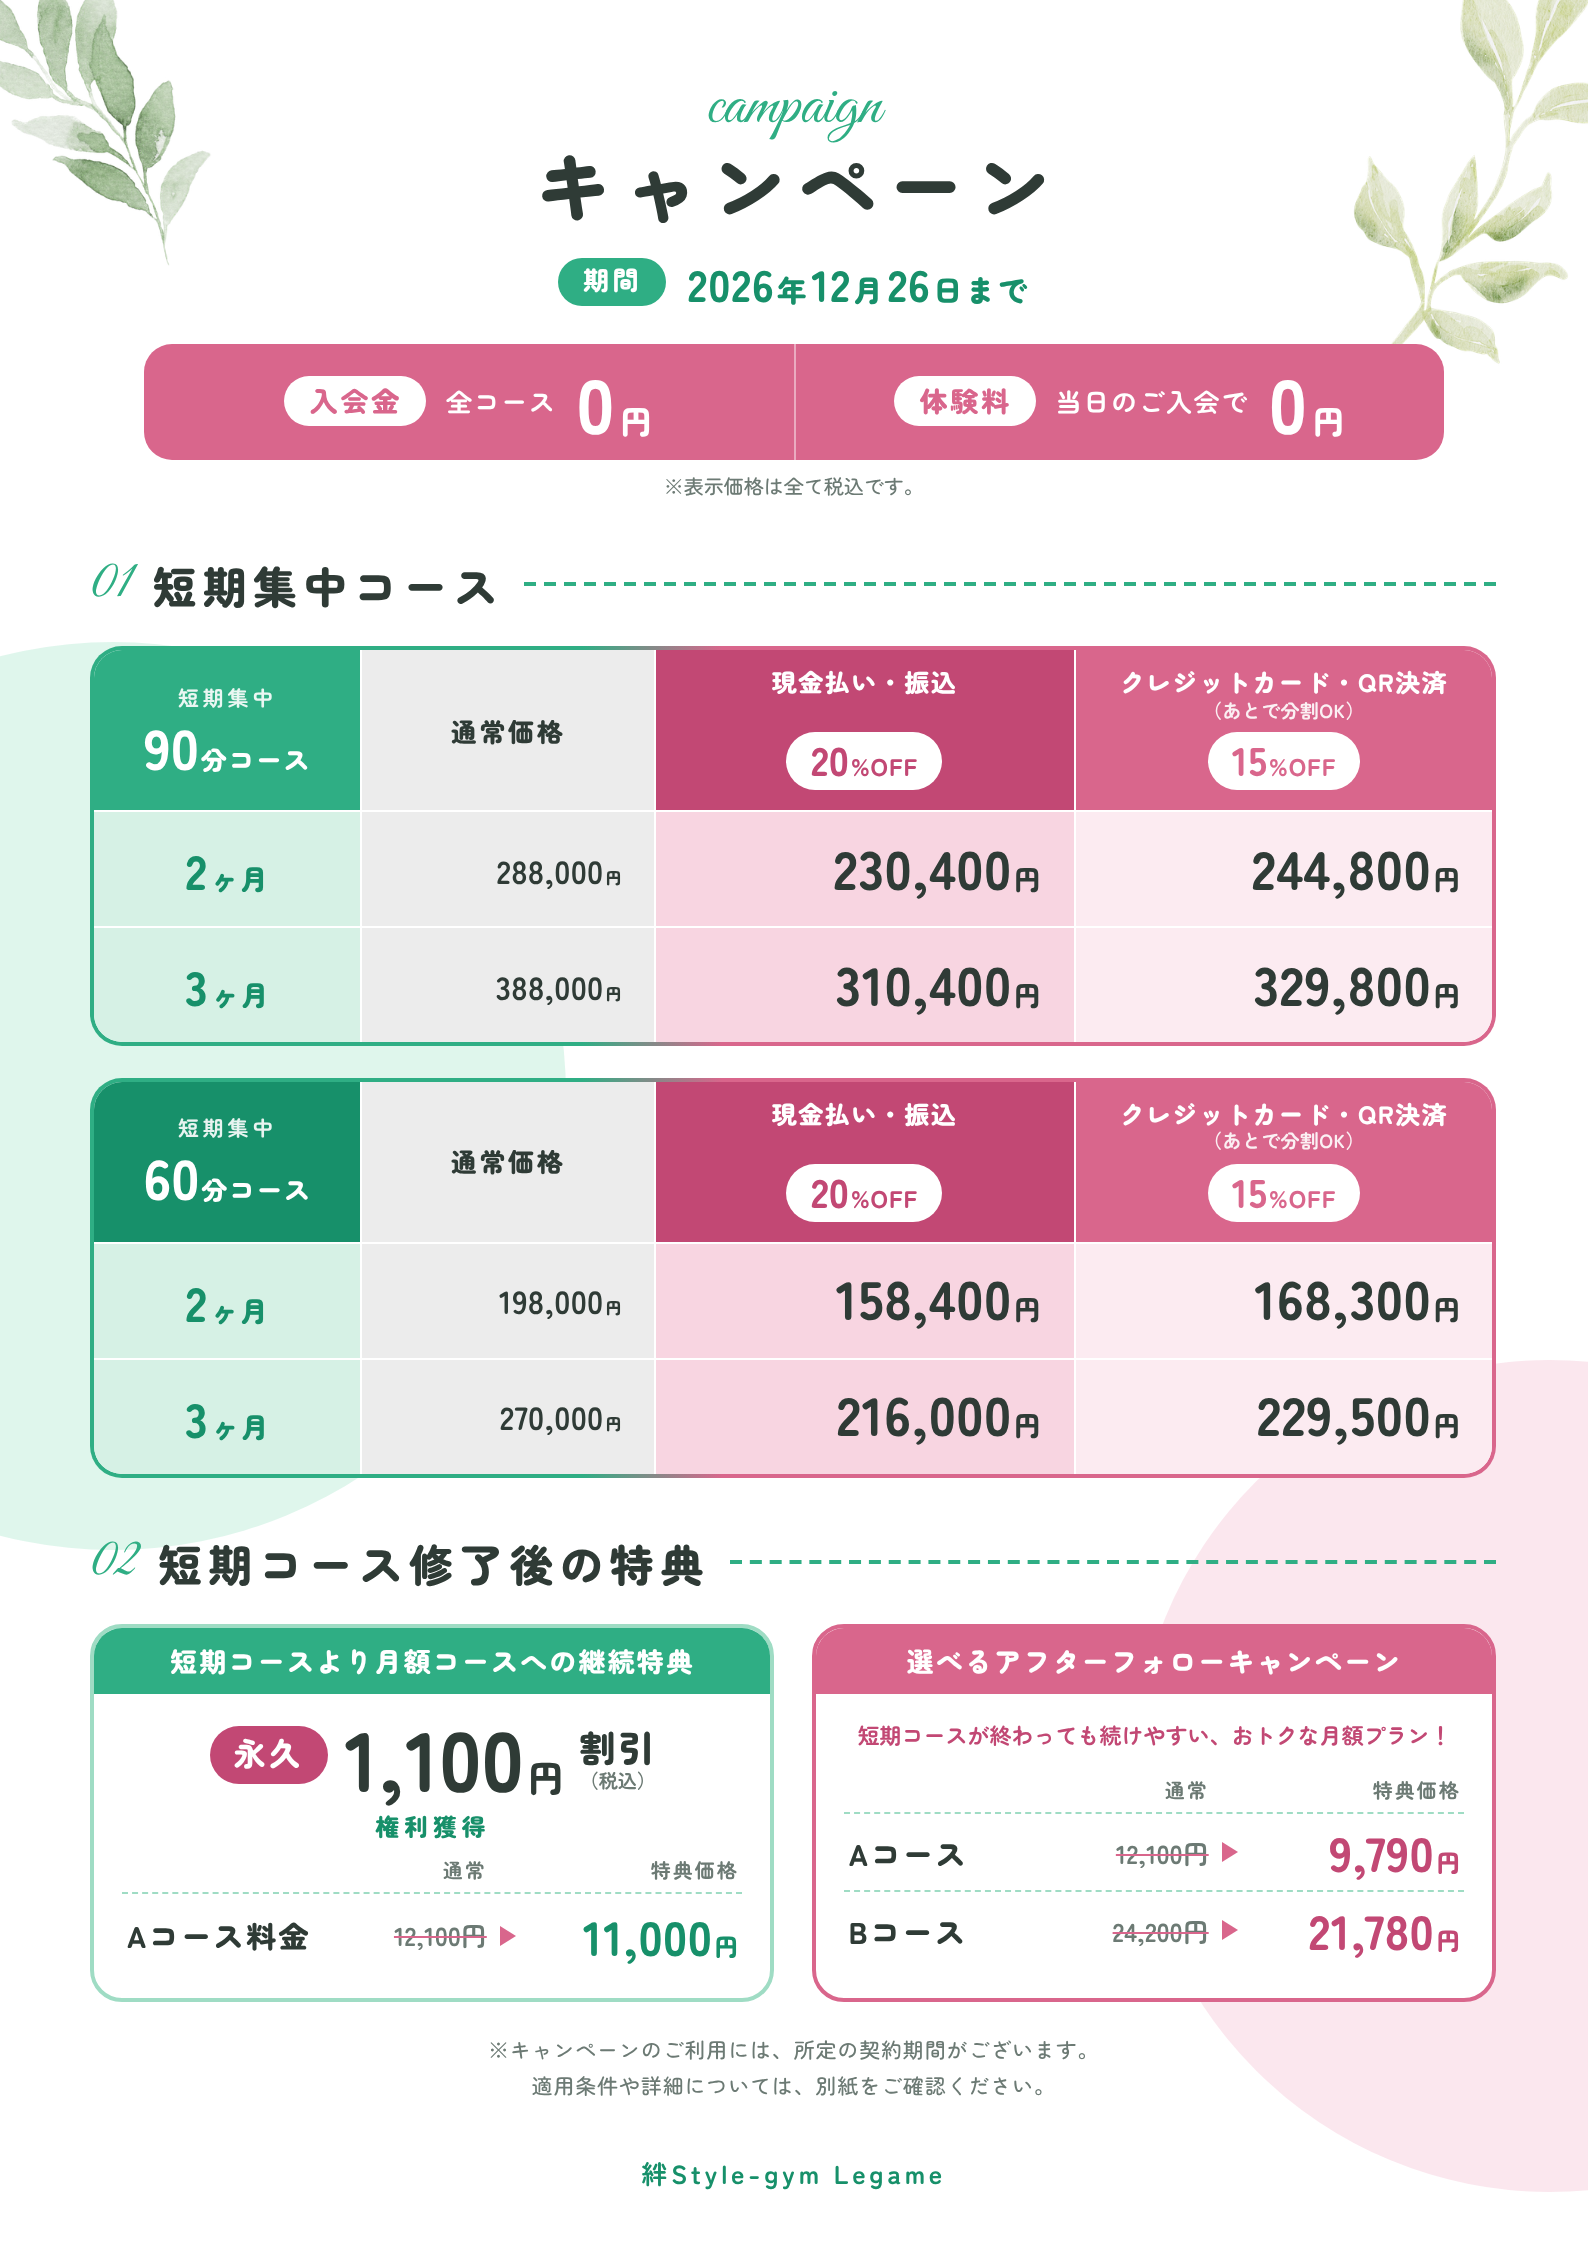 campaign
キャンペーン
期間 2026年12月26日まで
入会金 全コース 0円
体験料 当日のご入会で 0円
※表示価格は全て税込です。
01 短期集中コース
短期集中
90分コース
通常価格
現金払い・振込
20%OFF
クレジットカード・QR決済
（あとで分割OK）
15%OFF
2ヶ月 288,000円 230,400円 244,800円
3ヶ月 388,000円 310,400円 329,800円
短期集中
60分コース
通常価格
現金払い・振込
20%OFF
クレジットカード・QR決済
（あとで分割OK）
15%OFF
2ヶ月 198,000円 158,400円 168,300円
3ヶ月 270,000円 216,000円 229,500円
02 短期コース修了後の特典
短期コースより月額コースへの継続特典
永久 1,100円 割引
（税込）
権利獲得
通常 特典価格
Aコース料金 12,100円 ▶ 11,000円
選べるアフターフォローキャンペーン
短期コースが終わっても続けやすい、おトクな月額プラン！
通常 特典価格
Aコース 12,100円 ▶ 9,790円
Bコース 24,200円 ▶ 21,780円
※キャンペーンのご利用には、所定の契約期間がございます。
適用条件や詳細については、別紙をご確認ください。
絆Style-gym Legame